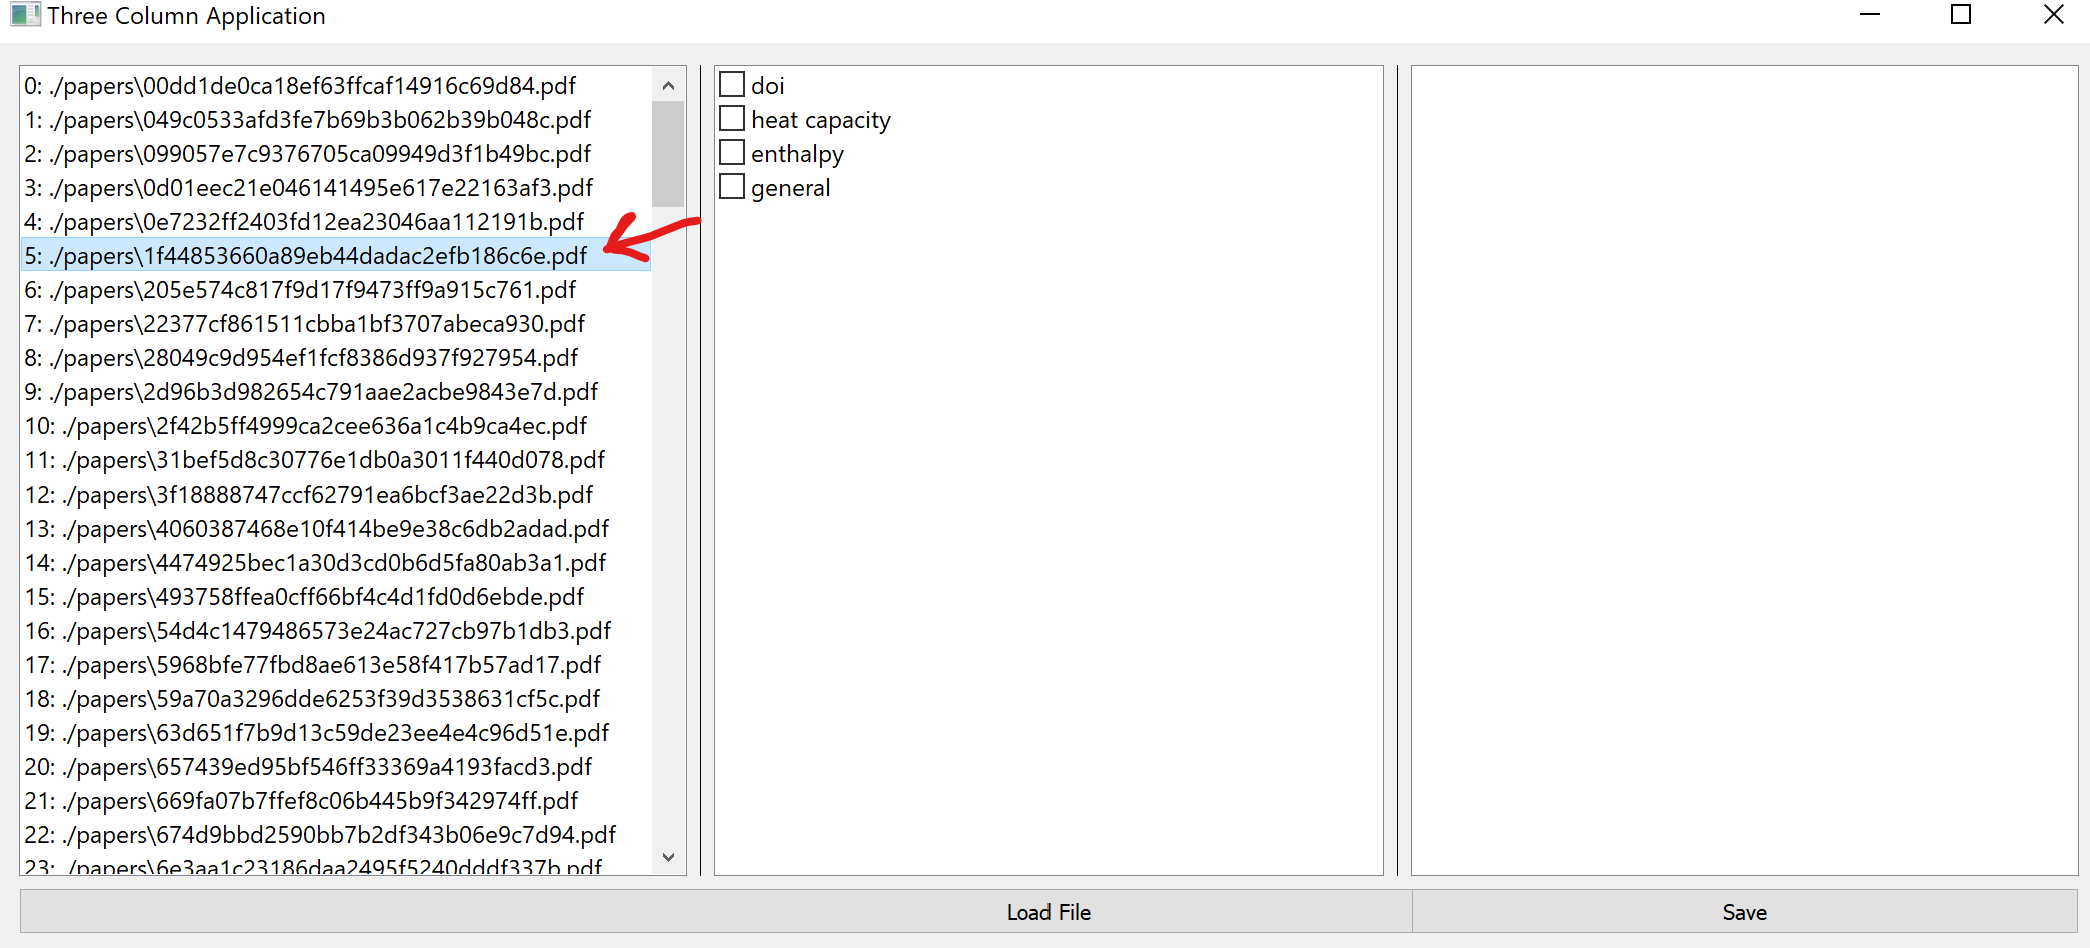 Three Column Application
0: ./papers\00dd1de0ca18ef63ffcaf14916c69d84.pdf
1: ./papers\049c0533afd3fe7b69b3b062b39b048c.pdf
2: ./papers\099057e7c9376705ca09949d3f1b49bc.pdf
3: ./papers\0d01eec21e046141495e617e22163af3.pdf
4: ./papers\0e7232ff2403fd12ea23046aa112191b.pdf
5: ./papers\1f44853660a89eb44dadac2efb186c6e.pdf
6: ./papers\205e574c817f9d17f9473ff9a915c761.pdf
7: ./papers\22377cf861511cbba1bf3707abeca930.pdf
8: ./papers\28049c9d954ef1fcf8386d937f927954.pdf
9: ./papers\2d96b3d982654c791aae2acbe9843e7d.pdf
10: ./papers\2f42b5ff4999ca2cee636a1c4b9ca4ec.pdf
11: ./papers\31bef5d8c30776e1db0a3011f440d078.pdf
12: ./papers\3f18888747ccf62791ea6bcf3ae22d3b.pdf
13: ./papers\4060387468e10f414be9e38c6db2adad.pdf
14: ./papers\4474925bec1a30d3cd0b6d5fa80ab3a1.pdf
15: ./papers\493758ffea0cff66bf4c4d1fd0d6ebde.pdf
16: ./papers\54d4c1479486573e24ac727cb97b1db3.pdf
17: ./papers\5968bfe77fbd8ae613e58f417b57ad17.pdf
18: ./papers\59a70a3296dde6253f39d3538631cf5c.pdf
19: ./papers\63d651f7b9d13c59de23ee4e4c96d51e.pdf
20: ./papers\657439ed95bf546ff33369a4193facd3.pdf
21: ./papers\669fa07b7ffef8c06b445b9f342974ff.pdf
22: ./papers\674d9bbd2590bb7b2df343b06e9c7d94.pdf
23: ./papers\6e3aa1c23186daa2495f5240dddf337b.pdf
doi
heat capacity
enthalpy
general
Load File
Save